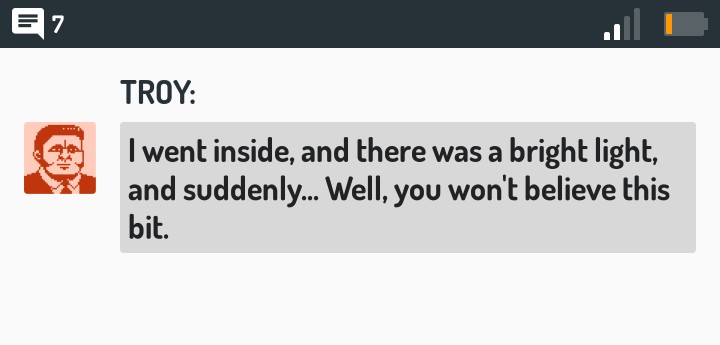 7
TROY:
I went inside, and there was a bright light,
and suddenly... Well, you won't believe this
bit.